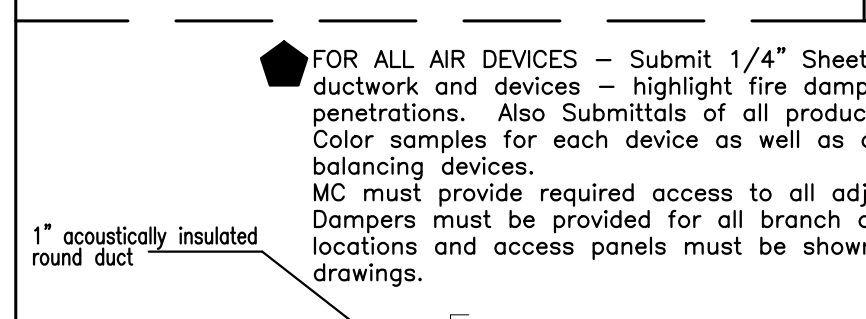 FOR ALL AIR DEVICES – Submit 1/4" Sheet
ductwork and devices – highlight fire damp
penetrations. Also Submittals of all produc
Color samples for each device as well as
balancing devices.
MC must provide required access to all adj
Dampers must be provided for all branch
locations and access panels must be shown
drawings.
1" acoustically insulated
round duct